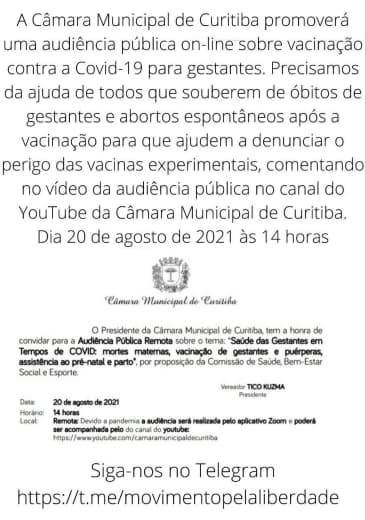 A Câmara Municipal de Curitiba promoverá
uma audiência pública on-line sobre vacinação
contra a Covid-19 para gestantes. Precisamos
da ajuda de todos que souberem de óbitos de
gestantes e abortos espontâneos após a
vacinação para que ajudem a denunciar o
perigo das vacinas experimentais, comentando
no vídeo da audiência pública no canal do
YouTube da Câmara Municipal de Curitiba.
Dia 20 de agosto de 2021 às 14 horas
Câmara Municipal de Curitiba
O Presidente da Câmara Municipal de Curitiba, tem a honra de
convidar para a Audiência Pública Remota sobre o tema: "Saúde das Gestantes em
Tempos de COVID: mortes maternas, vacinação de gestantes e puérperas,
assistência ao pré-natal e parto", por proposição da Comissão de Saúde, Bem-Estar
Social e Esporte.
Vereador TICO KUZMA
Presidente
Data: 20 de agosto de 2021
Horário: 14 horas
Local: Remota: Devido a pandemia a audiência será realizada pelo aplicativo Zoom e poderá
ser acompanhada pelo do canal do youtube:
https://www.youtube.com/camaramunicipaldecuritiba
Siga-nos no Telegram
https://t.me/movimentopelaliberdade